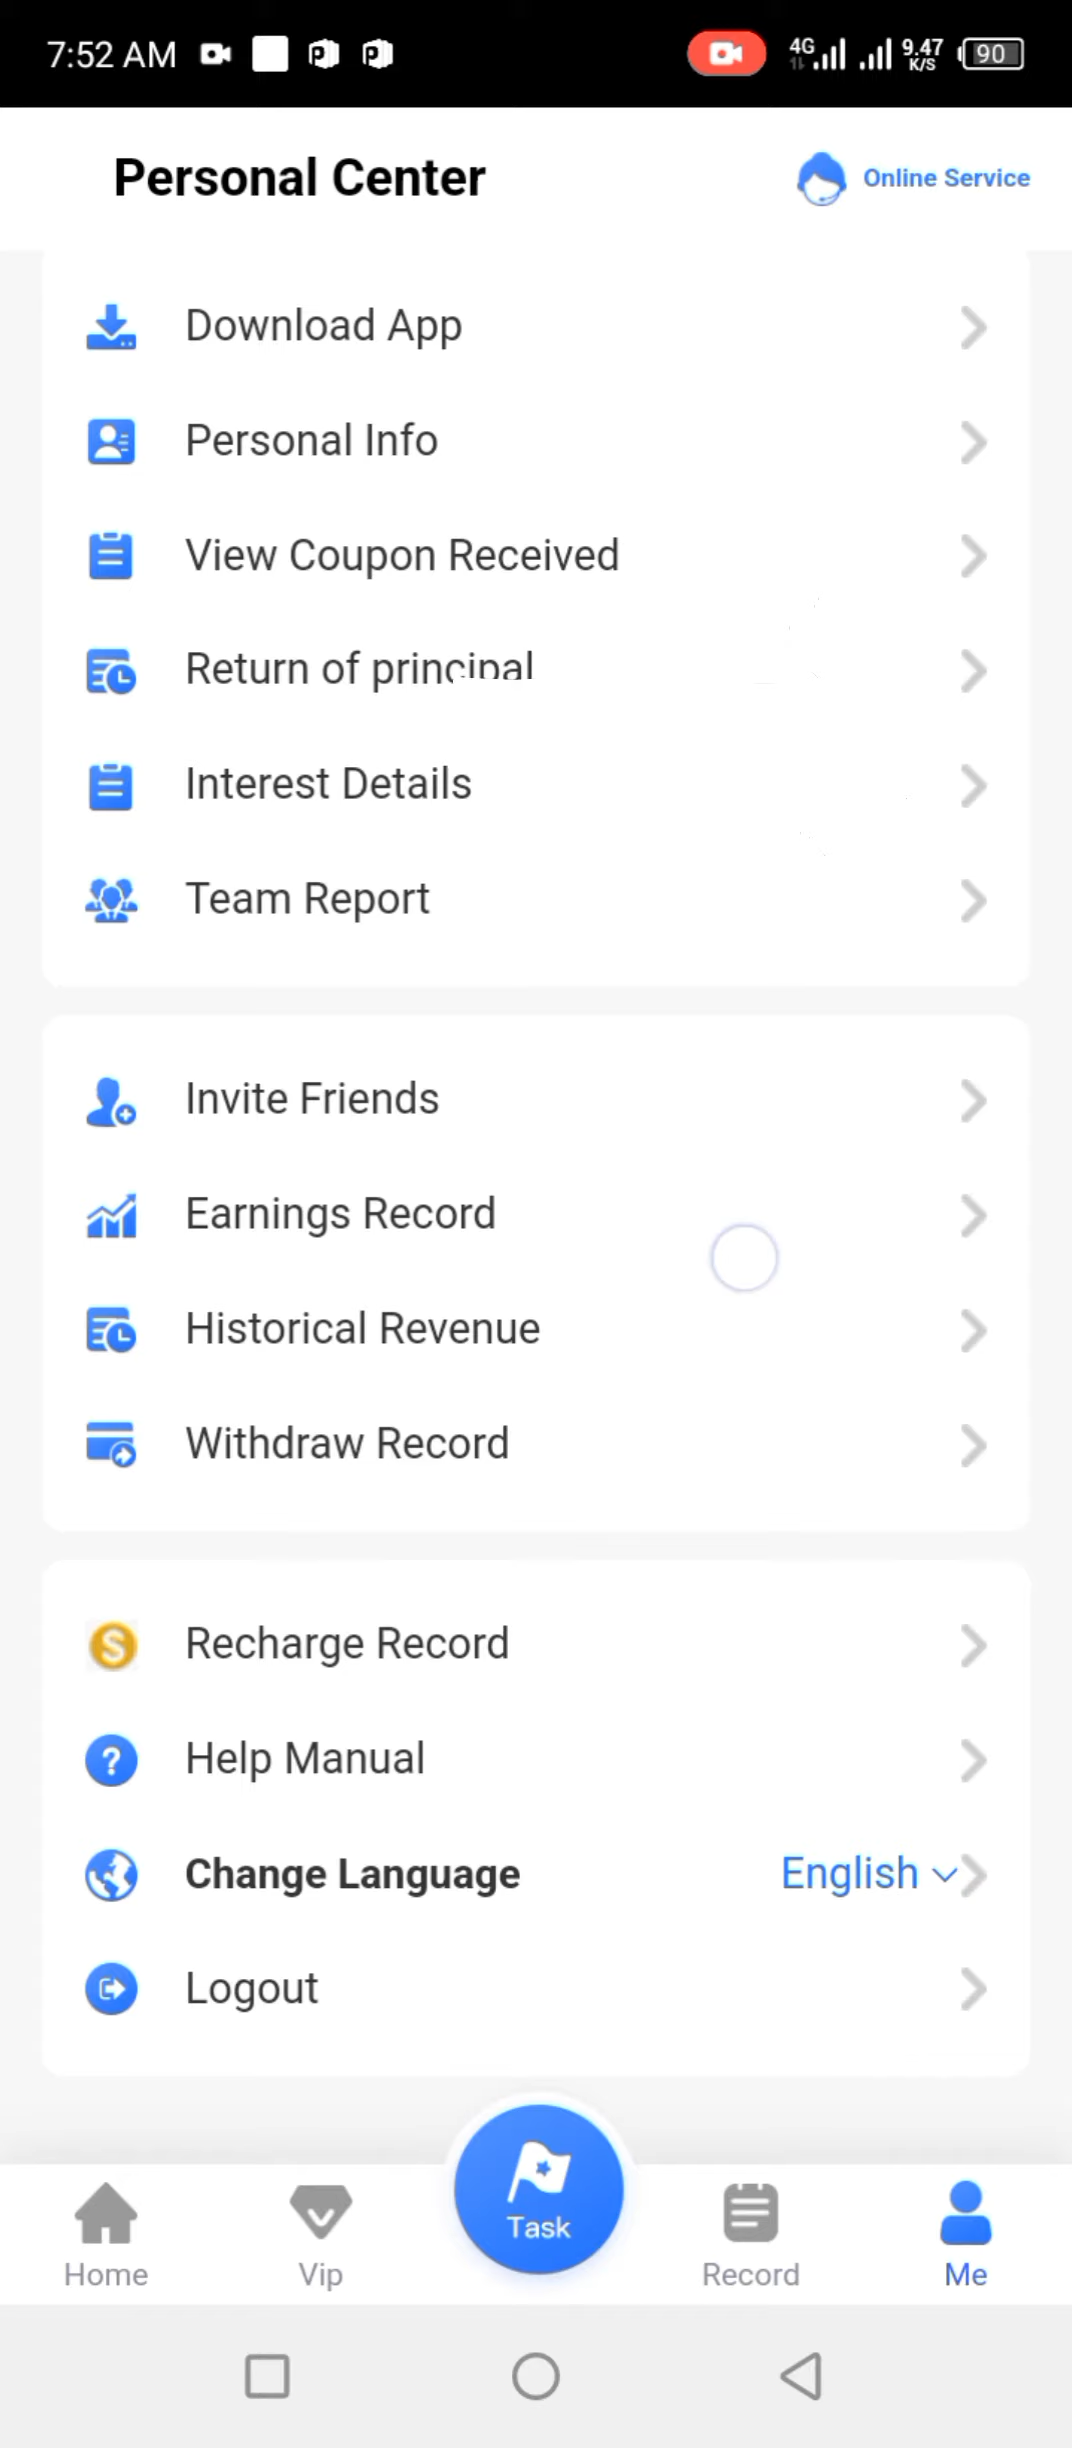 7:52 AM
4G
9.47
K/S
90
Personal Center
Online Service
Download App
Personal Info
View Coupon Received
Return of principal
Interest Details
Team Report
Invite Friends
Earnings Record
Historical Revenue
Withdraw Record
Recharge Record
Help Manual
Change Language
English
Logout
Home
Vip
Task
Record
Me